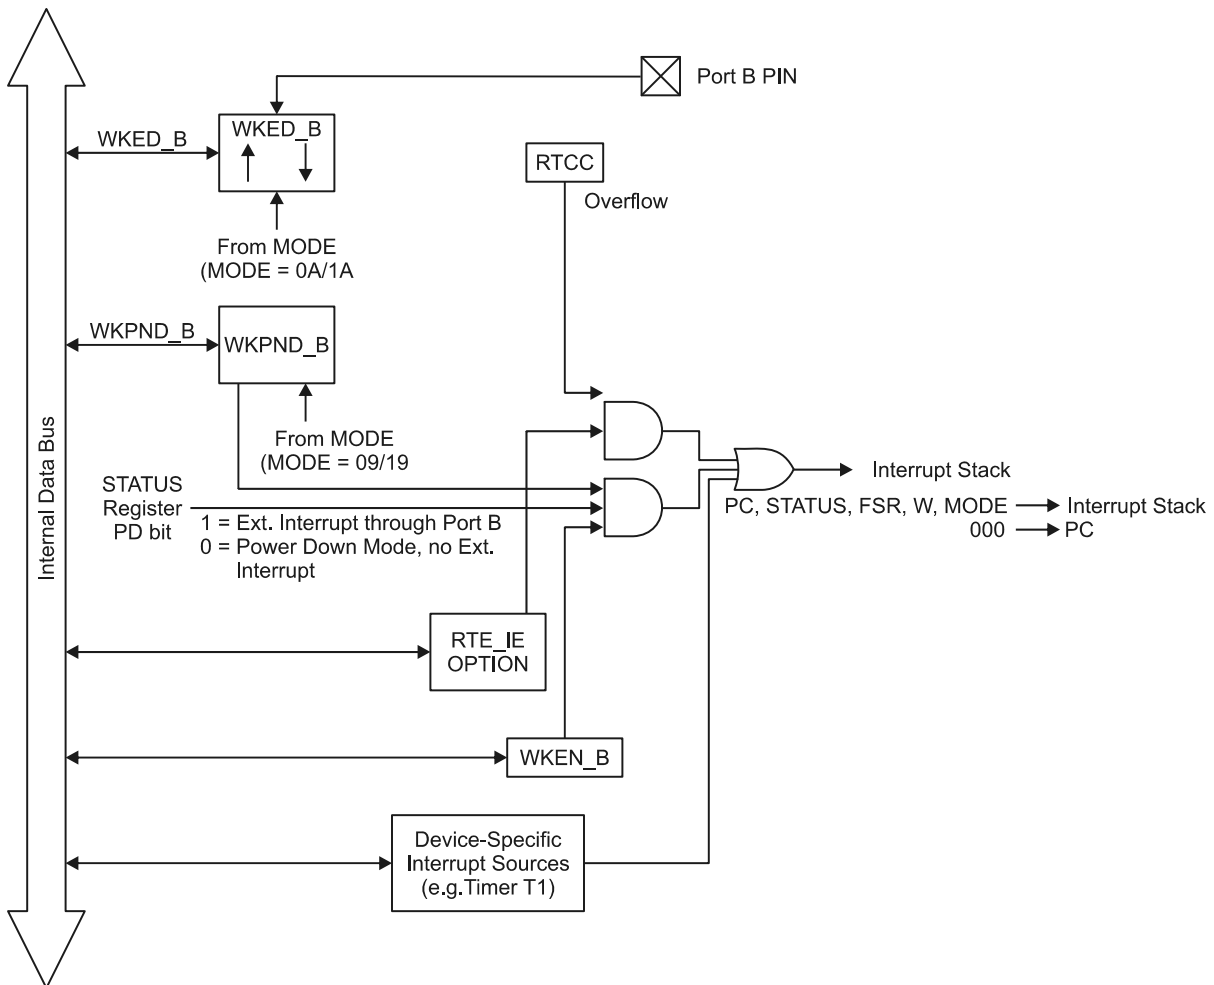 Port B PIN
WKED_B
WKED_B
RTCC
Overflow
From MODE
(MODE = 0A/1A
WKPND_B
WKPND_B
From MODE
(MODE = 09/19
Internal Data Bus
Interrupt Stack
STATUS
Register
PD bit
1 = Ext. Interrupt through Port B
0 = Power Down Mode, no Ext.
Interrupt
PC, STATUS, FSR, W, MODE
Interrupt Stack
000
PC
RTE_IE
OPTION
WKEN_B
Device-Specific
Interrupt Sources
(e.g.Timer T1)